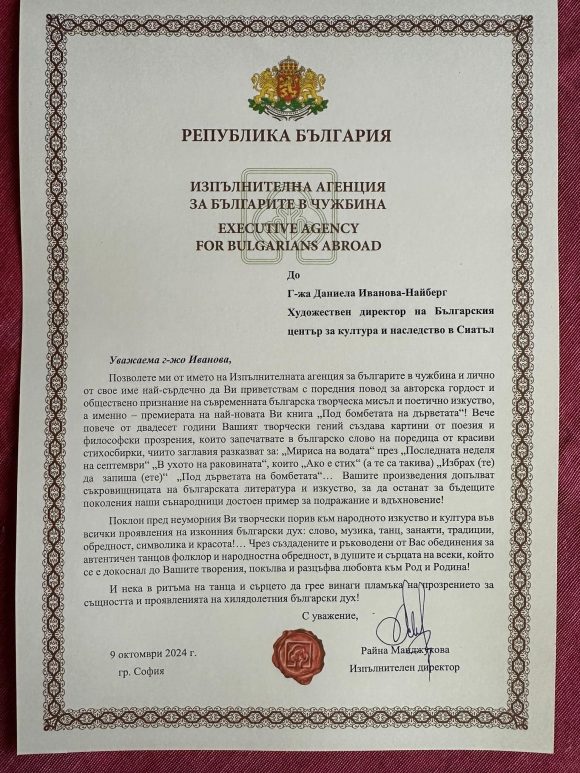 РЕПУБЛИКА БЪЛГАРИЯ
ИЗПЪЛНИТЕЛНА АГЕНЦИЯ
ЗА БЪЛГАРИТЕ В ЧУЖБИНА
EXECUTIVE AGENCY
FOR BULGARIANS ABROAD
До
Г-жа Даниела Иванова-Найберг
Художествен директор на Българския
център за култура и наследство в Сиатъл
Уважаема г-жо Иванова,
Позволете ми от името на Изпълнителната агенция за българите в чужбина и лично
от свое име най-сърдечно да Ви приветствам с поредния повод за авторска гордост и
обществено признание на съвременната българска творческа мисъл и поетично изкуство,
а именно – премиерата на най-новата Ви книга „Под бомбетата на дърветата“! Вече
повече от двадесет години Вашият творчески гений създава картини от поезия и
философски прозрения, които запечатвате в българско слово на поредица от красиви
стихосбирки, чиито заглавия разказват за: „Мириса на водата“ през „Последната неделя
на септември“ „В ухото на раковината“, които „Ако е стих“ (а те са такива) „Избрах (те)
да запиша (ете)“ „Под дърветата на бомбетата“… Вашите произведения допълват
съкровищницата на българската литература и изкуство, за да останат за бъдещите
поколения наши сънародници достоен пример за подражание и вдъхновение!
Поклон пред неуморния Ви творчески порив към народното изкуство и култура във
всички проявления на изконния български дух: слово, музика, танц, занаяти, традиции,
обредност, символика и красота!… Чрез създадените и ръководени от Вас обединения за
автентичен танцов фолклор и народностна обредност, в душите и сърцата на всеки, който
се е докоснал до Вашите творения, покълва и разцъфва любовта към Род и Родина!
И нека в ритъма на танца и сърцето да грее винаги пламъка на прозрението за
същността и проявленията на хилядолетния български дух!
С уважение,
9 октомври 2024 г.
гр. София
Райна Манджукова
Изпълнителен директор